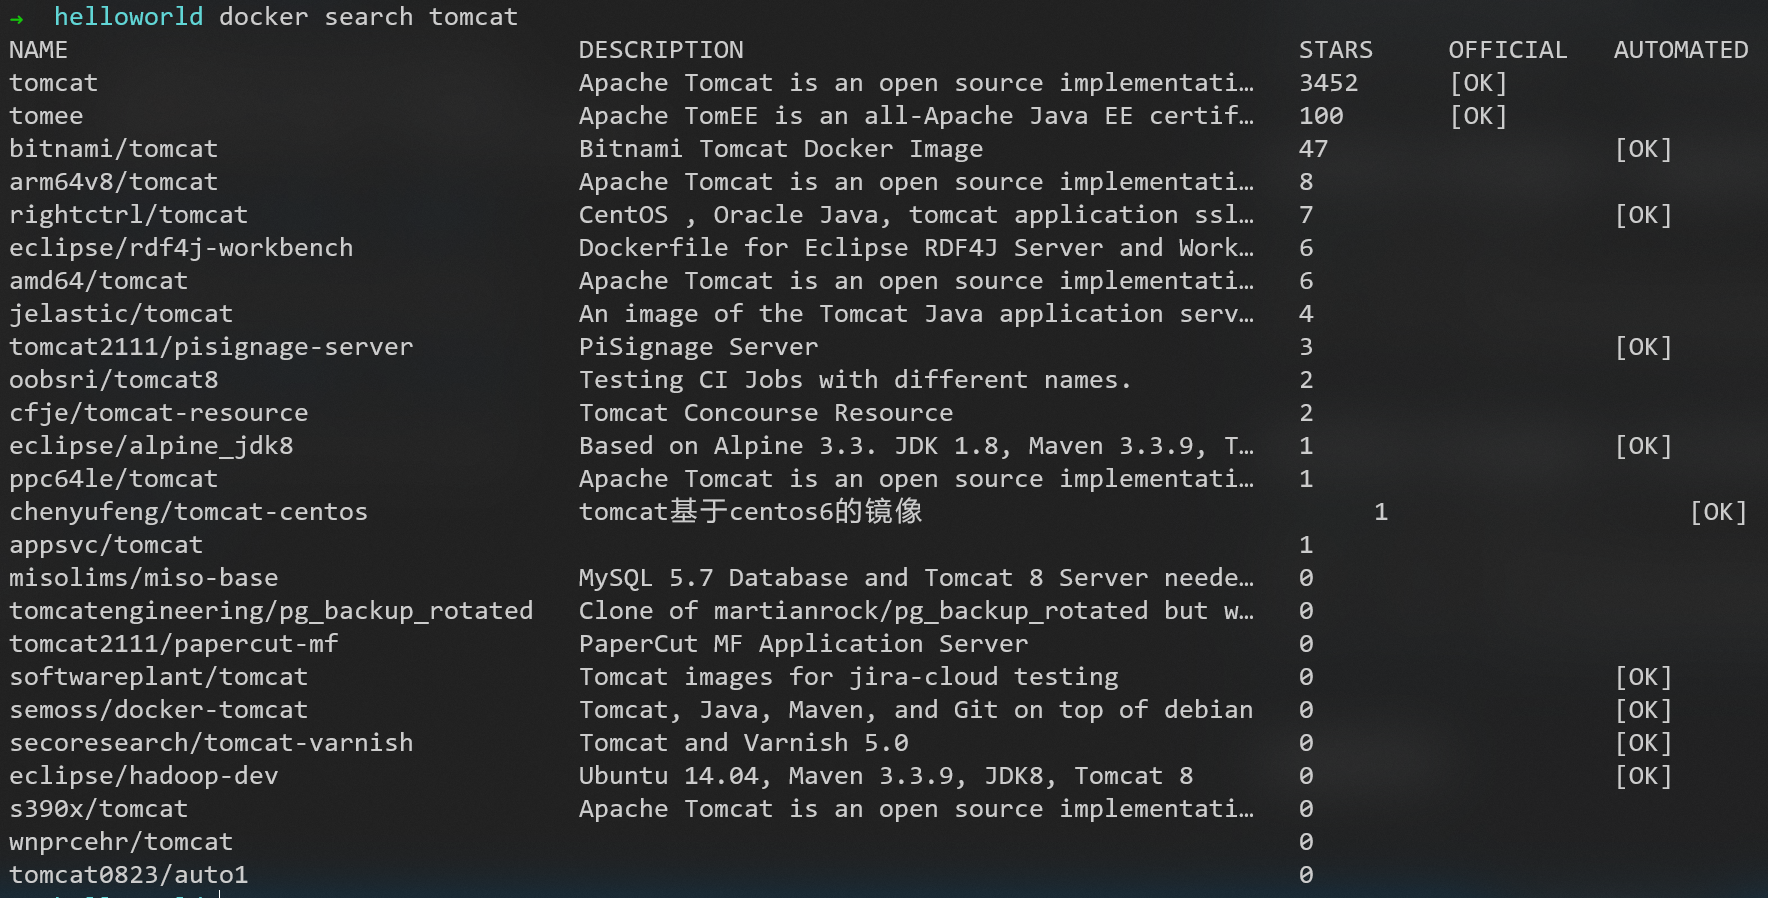 → helloworld docker search tomcat
NAME DESCRIPTION STARS OFFICIAL AUTOMATED
tomcat Apache Tomcat is an open source implementati… 3452 [OK]
tomee Apache TomEE is an all-Apache Java EE certif… 100 [OK]
bitnami/tomcat Bitnami Tomcat Docker Image 47 [OK]
arm64v8/tomcat Apache Tomcat is an open source implementati… 8
rightctrl/tomcat CentOS , Oracle Java, tomcat application ssl… 7 [OK]
eclipse/rdf4j-workbench Dockerfile for Eclipse RDF4J Server and Work… 6
amd64/tomcat Apache Tomcat is an open source implementati… 6
jelastic/tomcat An image of the Tomcat Java application serv… 4
tomcat2111/pisignage-server PiSignage Server 3 [OK]
oobsri/tomcat8 Testing CI Jobs with different names. 2
cfje/tomcat-resource Tomcat Concourse Resource 2
eclipse/alpine_jdk8 Based on Alpine 3.3. JDK 1.8, Maven 3.3.9, T… 1 [OK]
ppc64le/tomcat Apache Tomcat is an open source implementati… 1
chenyufeng/tomcat-centos tomcat基于centos6的镜像 1 [OK]
appsvc/tomcat 1
misolims/miso-base MySQL 5.7 Database and Tomcat 8 Server neede… 0
tomcatengineering/pg_backup_rotated Clone of martianrock/pg_backup_rotated but w… 0
tomcat2111/papercut-mf PaperCut MF Application Server 0
softwareplant/tomcat Tomcat images for jira-cloud testing 0 [OK]
semoss/docker-tomcat Tomcat, Java, Maven, and Git on top of debian 0 [OK]
secoresearch/tomcat-varnish Tomcat and Varnish 5.0 0 [OK]
eclipse/hadoop-dev Ubuntu 14.04, Maven 3.3.9, JDK8, Tomcat 8 0 [OK]
s390x/tomcat Apache Tomcat is an open source implementati… 0
wnprcehr/tomcat 0
tomcat0823/auto1 0